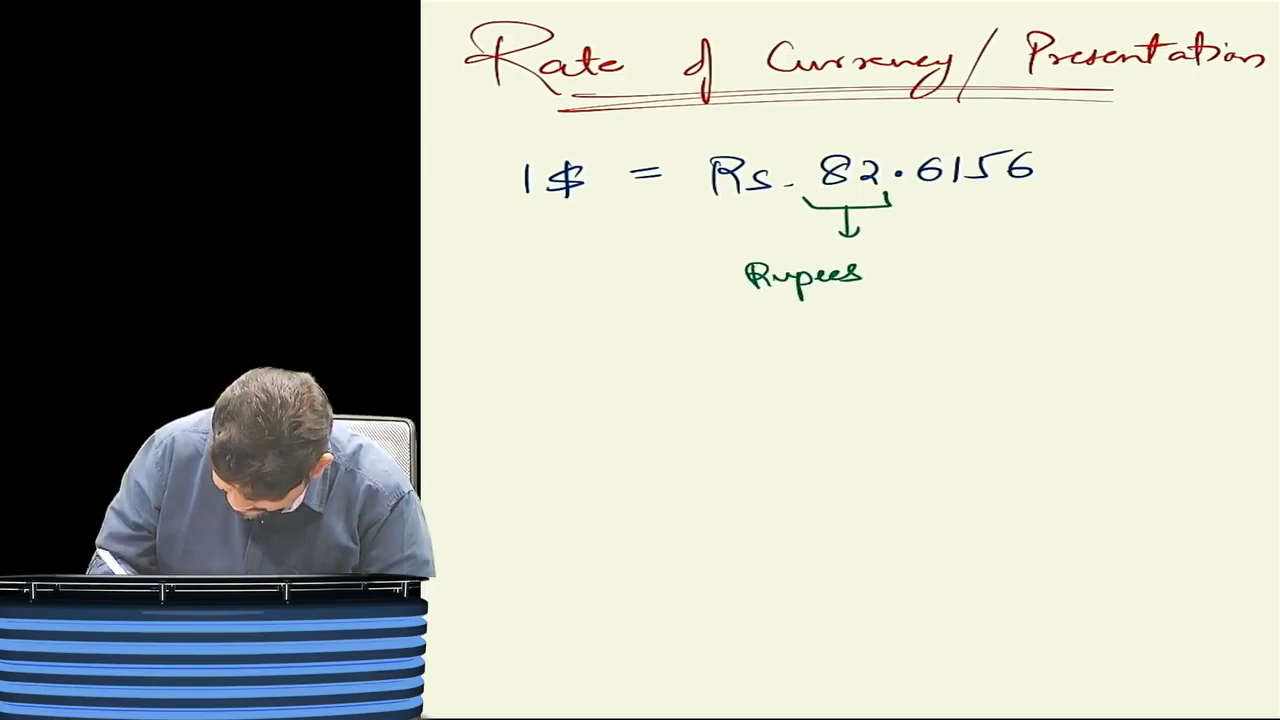 Rate of Currency / Presentation
1$ = Rs. 82.6156
Rupees